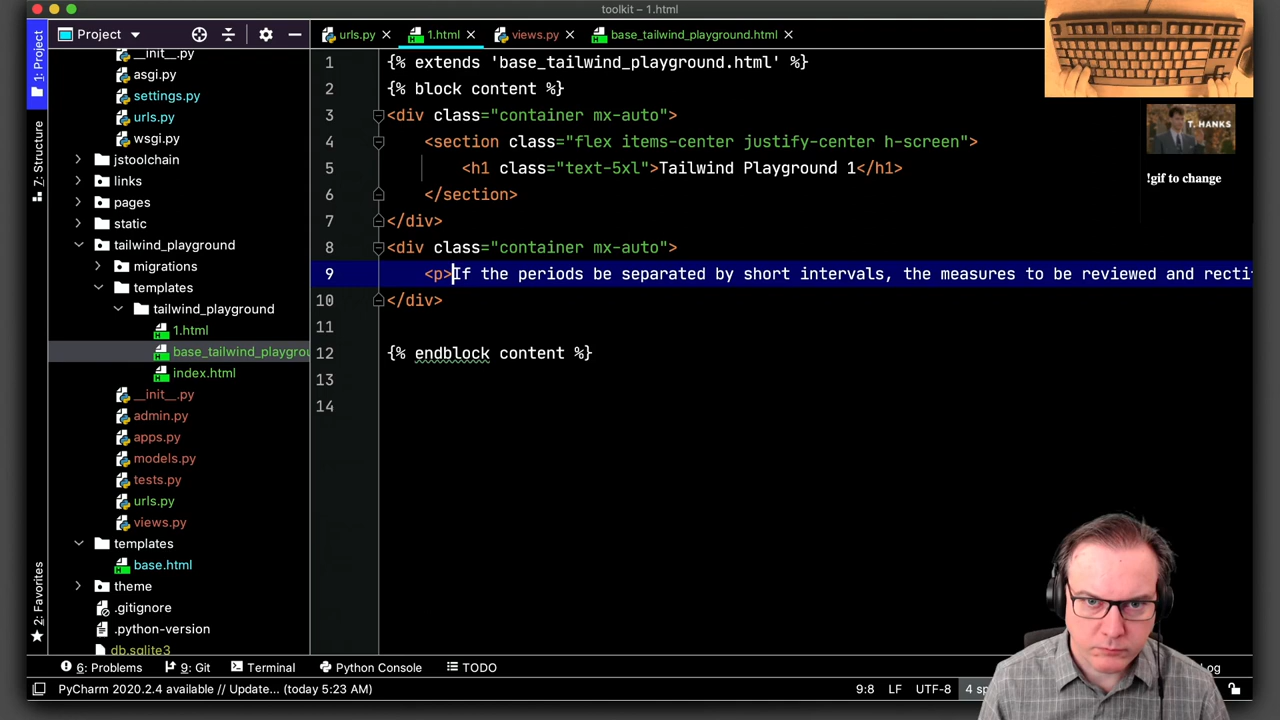 toolkit – 1.html
1: Project
Project
urls.py
1.html
views.py
base_tailwind_playground.html
__init__.py
asgi.py
settings.py
urls.py
wsgi.py
jstoolchain
links
pages
static
tailwind_playground
migrations
templates
tailwind_playground
1.html
base_tailwind_playgrou
index.html
__init__.py
admin.py
apps.py
models.py
tests.py
urls.py
views.py
templates
base.html
theme
.gitignore
.python-version
db.sqlite3
7: Structure
2: Favorites
1 {% extends 'base_tailwind_playground.html' %}
2 {% block content %}
3 <div class="container mx-auto">
4 <section class="flex items-center justify-center h-screen">
5 <h1 class="text-5xl">Tailwind Playground 1</h1>
6 </section>
7 </div>
8 <div class="container mx-auto">
9 <p>If the periods be separated by short intervals, the measures to be reviewed and recti
10 </div>
11
12 {% endblock content %}
13
14
T. HANKS
!gif to change
6: Problems
9: Git
Terminal
Python Console
TODO
og
PyCharm 2020.2.4 available // Update... (today 5:23 AM)
9:8
LF
UTF-8
4 sp